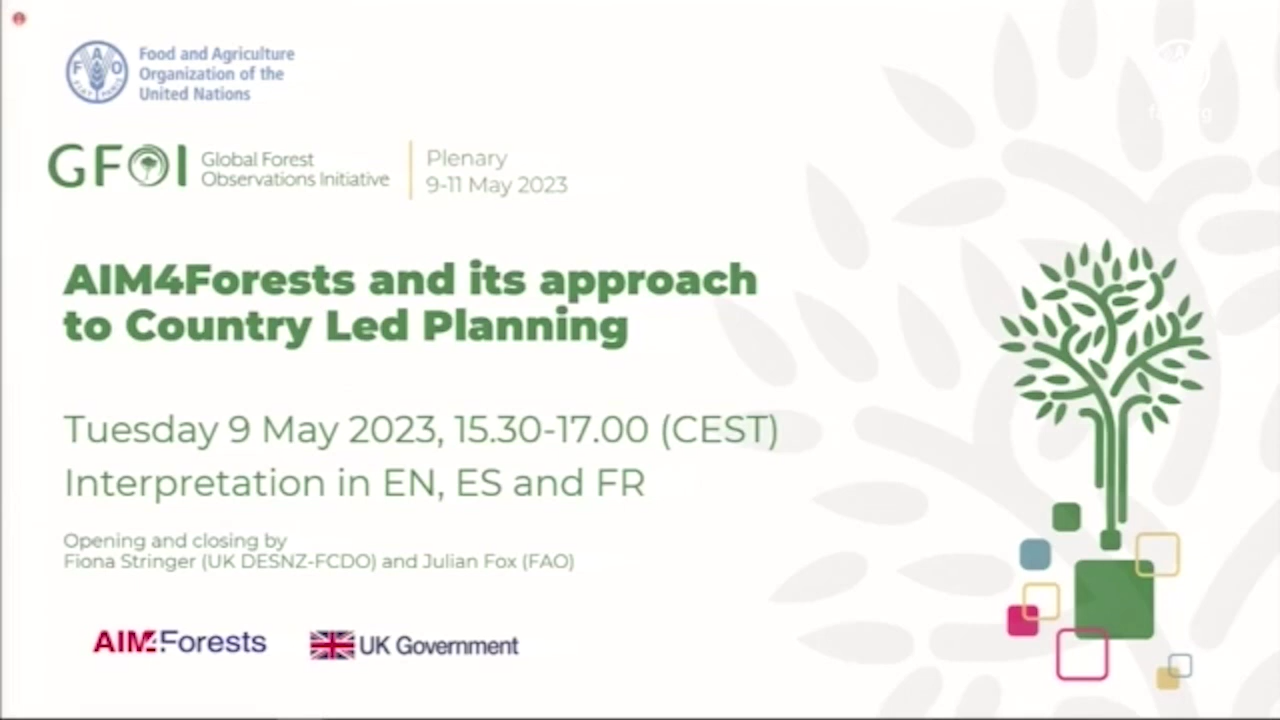 Food and Agriculture
Organization of the
United Nations
GFOI
Global Forest
Observations Initiative
Plenary
9-11 May 2023
AIM4Forests and its approach
to Country Led Planning
Tuesday 9 May 2023, 15.30-17.00 (CEST)
Interpretation in EN, ES and FR
Opening and closing by
Fiona Stringer (UK DESNZ-FCDO) and Julian Fox (FAO)
AIM4Forests
UK Government